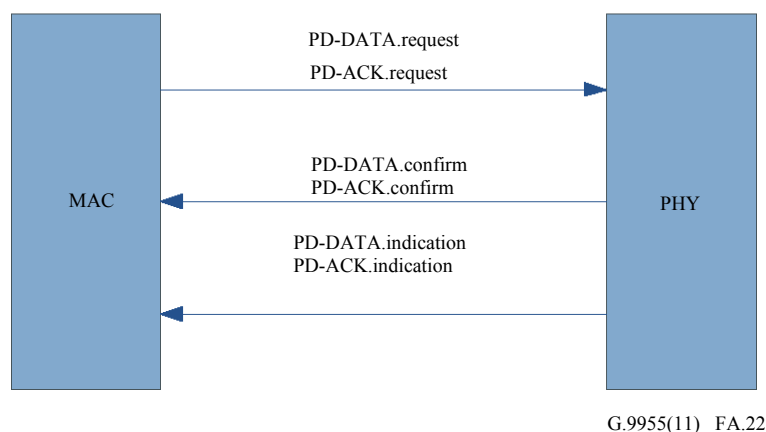 PD-DATA.request
PD-ACK.request
PD-DATA.confirm
PD-ACK.confirm
MAC
PHY
PD-DATA.indication
PD-ACK.indication
G.9955(11) FA.22